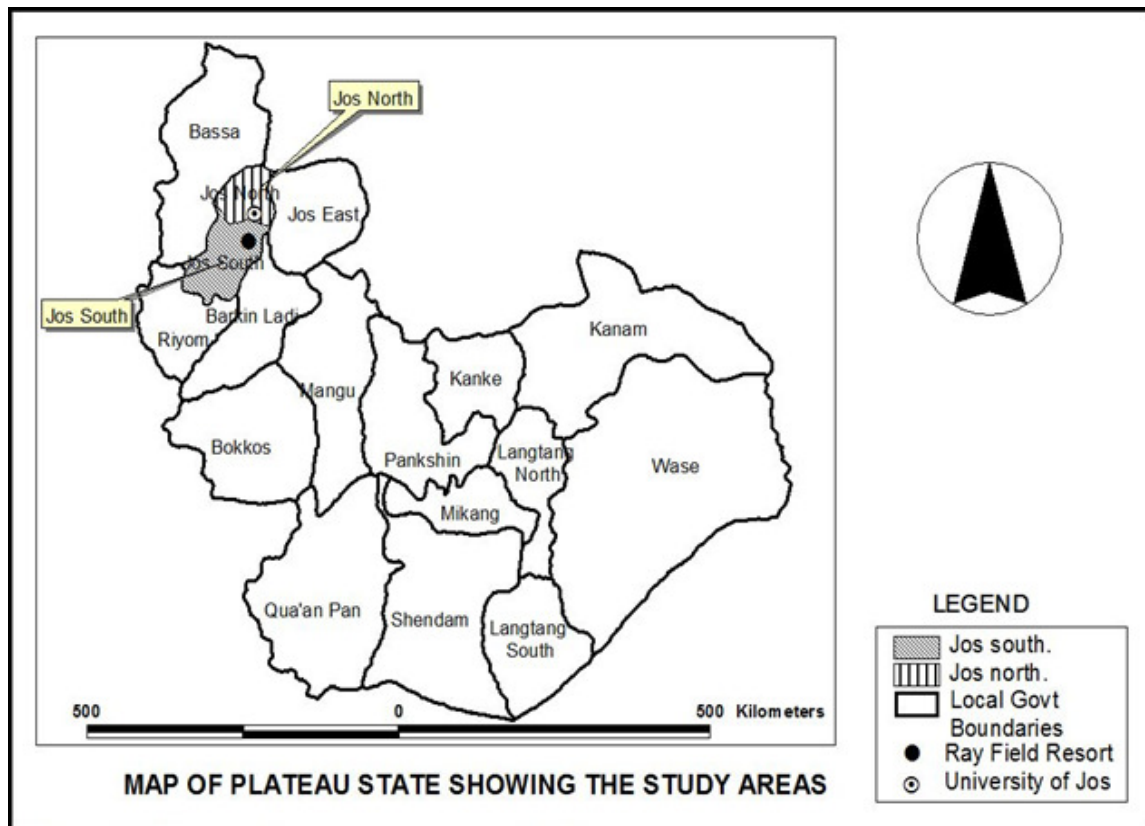 Jos North
Bassa
Jos North
Jos East
Jos South
Jos South
Barkin Ladi
Riyom
Kanam
Kanke
Mangu
Bokkos
Pankshin
Langtang
North
Wase
Mikang
Qua'an Pan
Shendam
Langtang
South
500 0 500 Kilometers
MAP OF PLATEAU STATE SHOWING THE STUDY AREAS
LEGEND
Jos south.
Jos north.
Local Govt
Boundaries
Ray Field Resort
University of Jos